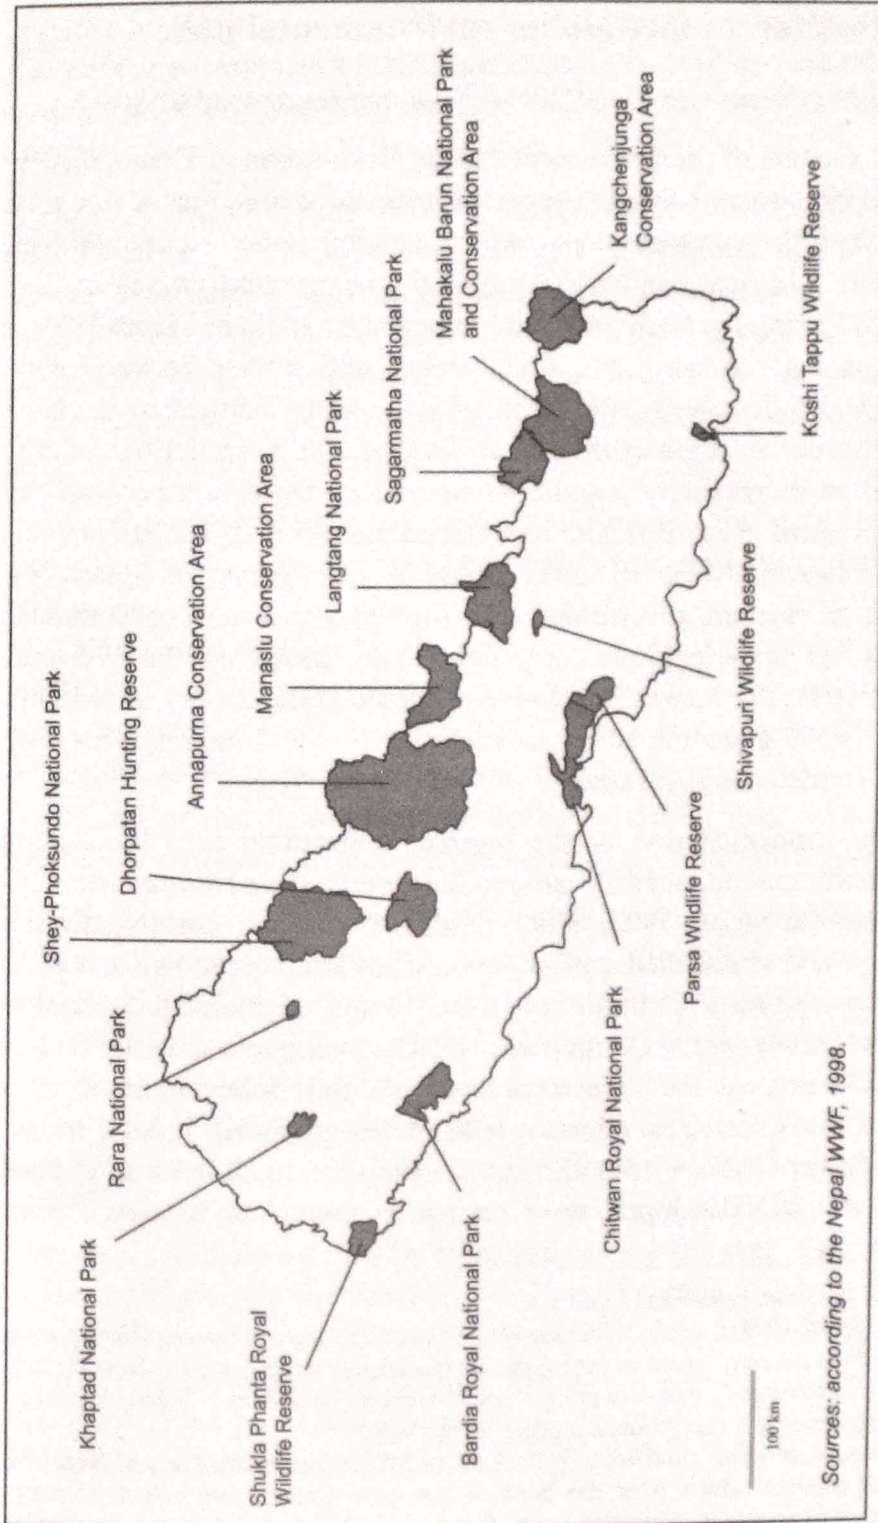 Khaptad National Park
Rara National Park
Shey-Phoksundo National Park
Dhorpatan Hunting Reserve
Annapurna Conservation Area
Manaslu Conservation Area
Langtang National Park
Sagarmatha National Park
Mahakalu Barun National Park
and Conservation Area
Kangchenjunga
Conservation Area
Shukla Phanta Royal
Wildlife Reserve
Bardia Royal National Park
Chitwan Royal National Park
Parsa Wildlife Reserve
Shivapuri Wildlife Reserve
Koshi Tappu Wildlife Reserve
100 km
Sources: according to the Nepal WWF, 1998.